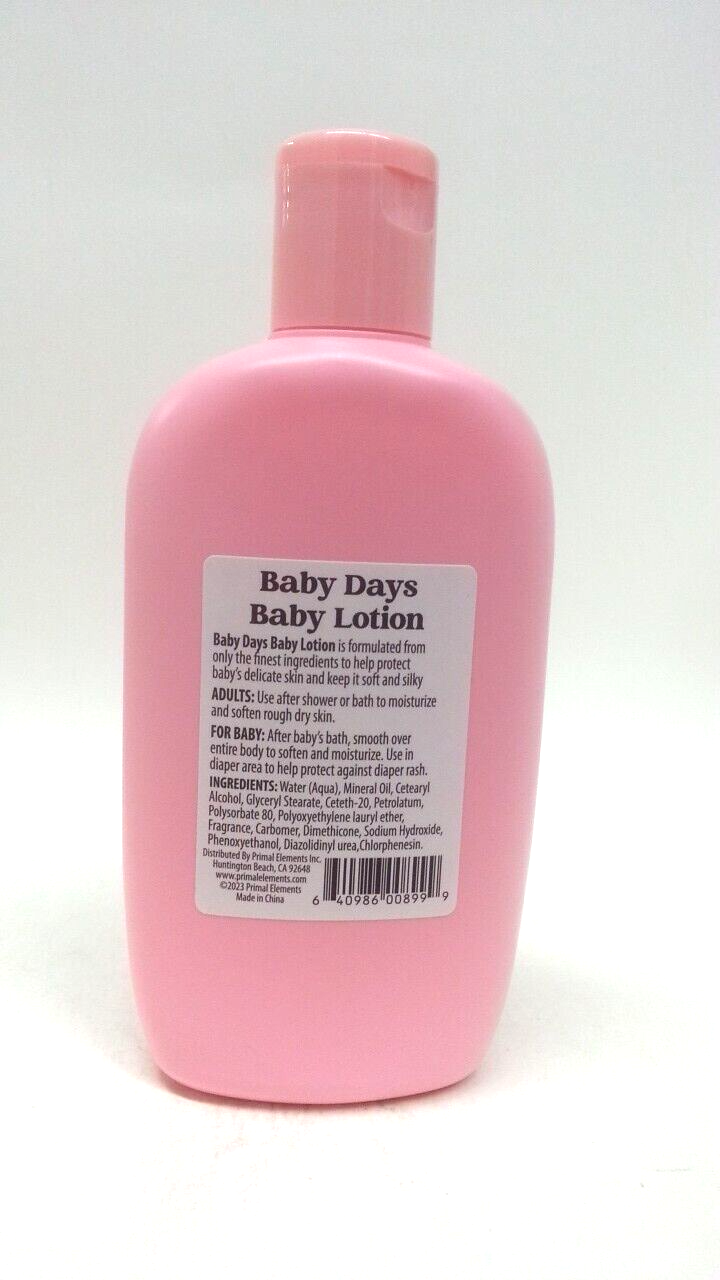 Baby Days
Baby Lotion
Baby Days Baby Lotion is formulated from
only the finest ingredients to help protect
baby's delicate skin and keep it soft and silky
ADULTS: Use after shower or bath to moisturize
and soften rough dry skin.
FOR BABY: After baby's bath, smooth over
entire body to soften and moisturize. Use in
diaper area to help protect against diaper rash.
INGREDIENTS: Water (Aqua), Mineral Oil, Cetearyl
Alcohol, Glyceryl Stearate, Ceteth-20, Petrolatum,
Polysorbate 80, Polyoxyethylene lauryl ether,
Fragrance, Carbomer, Dimethicone, Sodium Hydroxide,
Phenoxyethanol, Diazolidinyl urea,Chlorphenesin.
Distributed By Primal Elements Inc.
Huntington Beach, CA 92648
www.primalelements.com
©2023 Primal Elements
Made in China
6 40986 00899 9